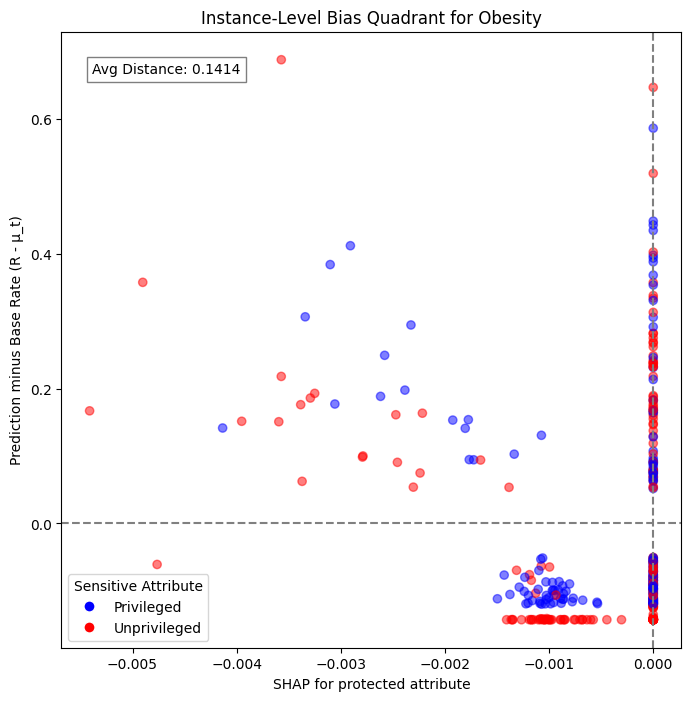 Instance-Level Bias Quadrant for Obesity
Avg Distance: 0.1414
Prediction minus Base Rate (R - μ_t)
0.6
0.4
0.2
0.0
Sensitive Attribute
Privileged
Unprivileged
−0.005
−0.004
−0.003
−0.002
−0.001
0.000
SHAP for protected attribute